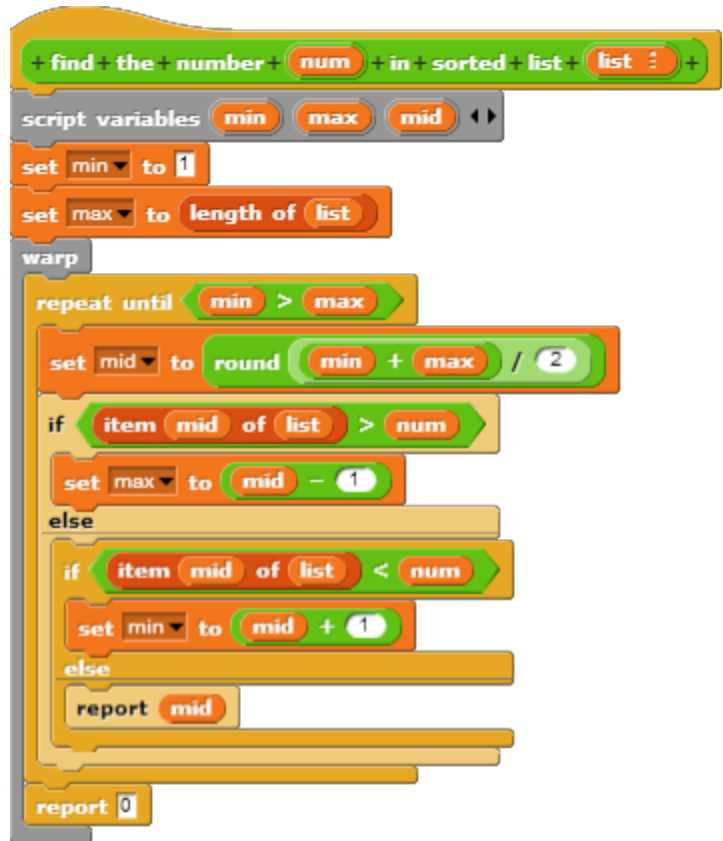 + find + the + number + num + in + sorted + list + list ⋮ +
script variables min max mid
set min to 1
set max to length of list
warp
repeat until min > max
set mid to round min + max / 2
if item mid of list > num
set max to mid - 1
else
if item mid of list < num
set min to mid + 1
else
report mid
report 0